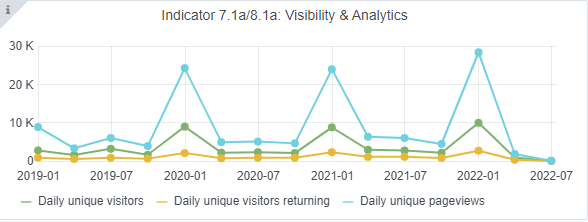 i
Indicator 7.1a/8.1a: Visibility & Analytics
30 K
20 K
10 K
0
2019-01 2019-07 2020-01 2020-07 2021-01 2021-07 2022-01 2022-07
Daily unique visitors Daily unique visitors returning Daily unique pageviews